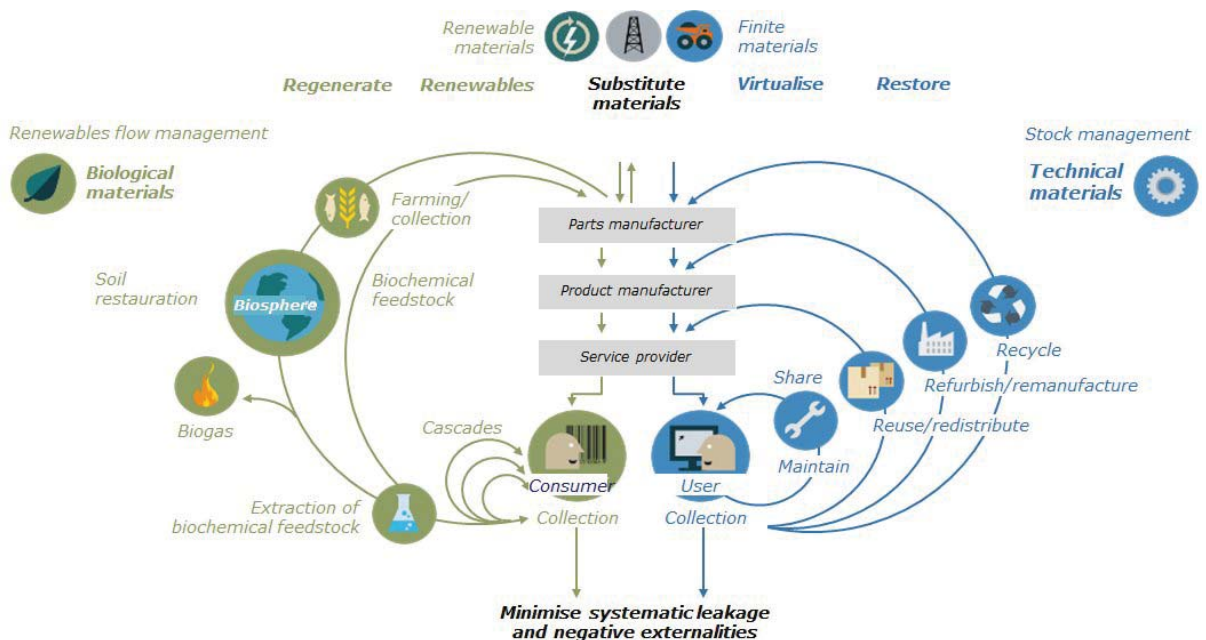 Renewable
materials
Finite
materials
Regenerate
Renewables
Substitute
materials
Virtualise
Restore
Renewables flow management
Biological
materials
Stock management
Technical
materials
Farming/
collection
Parts manufacturer
Soil
restauration
Biosphere
Biochemical
feedstock
Product manufacturer
Service provider
Recycle
Refurbish/remanufacture
Reuse/redistribute
Share
Maintain
Biogas
Cascades
Consumer
User
Extraction of
biochemical feedstock
Collection
Collection
Minimise systematic leakage
and negative externalities